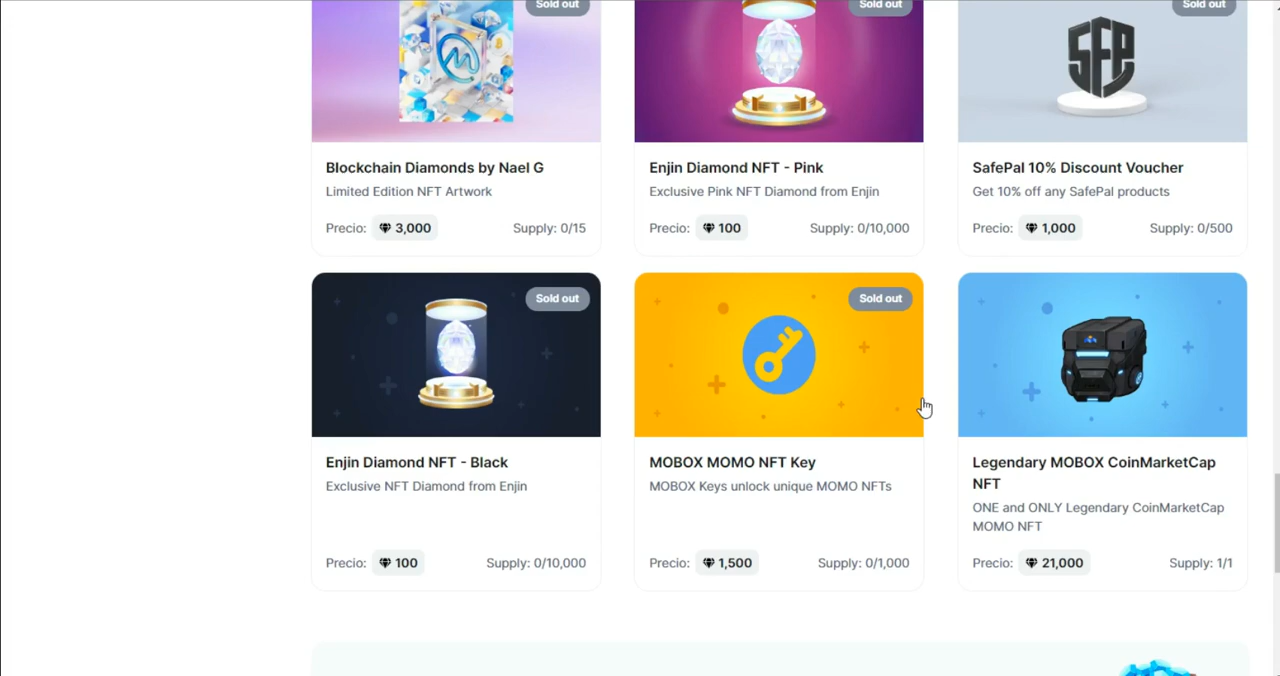 Sold out
Sold out
Sold out
SFP
Blockchain Diamonds by Nael G
Limited Edition NFT Artwork
Precio: 3,000
Supply: 0/15
Enjin Diamond NFT - Pink
Exclusive Pink NFT Diamond from Enjin
Precio: 100
Supply: 0/10,000
SafePal 10% Discount Voucher
Get 10% off any SafePal products
Precio: 1,000
Supply: 0/500
Sold out
Enjin Diamond NFT - Black
Exclusive NFT Diamond from Enjin
Precio: 100
Supply: 0/10,000
Sold out
MOBOX MOMO NFT Key
MOBOX Keys unlock unique MOMO NFTs
Precio: 1,500
Supply: 0/1,000
Legendary MOBOX CoinMarketCap
NFT
ONE and ONLY Legendary CoinMarketCap
MOMO NFT
Precio: 21,000
Supply: 1/1